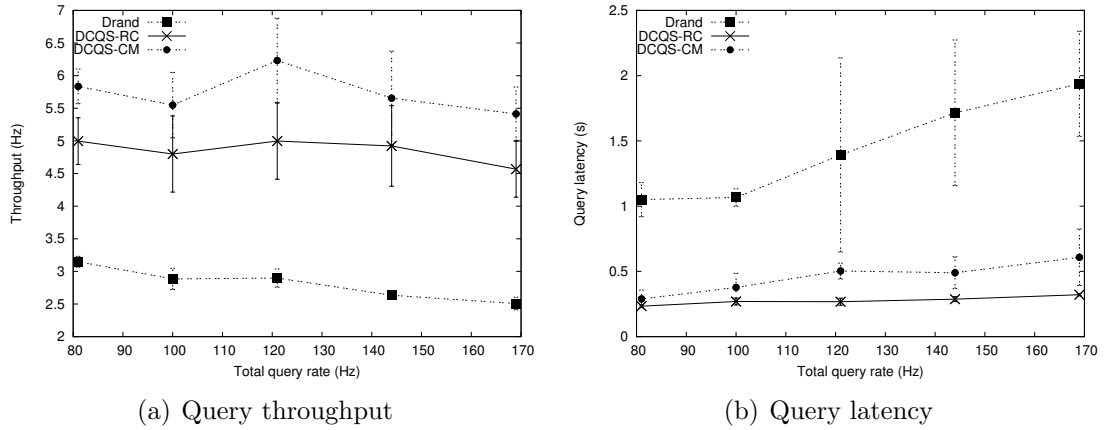 Drand
DCQS-RC
DCQS-CM
7
6.5
6
5.5
5
4.5
4
3.5
3
2.5
2
Throughput (Hz)
80 90 100 110 120 130 140 150 160 170
Total query rate (Hz)
(a) Query throughput
Drand
DCQS-RC
DCQS-CM
2.5
2
1.5
1
0.5
0
Query latency (s)
80 90 100 110 120 130 140 150 160 170
Total query rate (Hz)
(b) Query latency